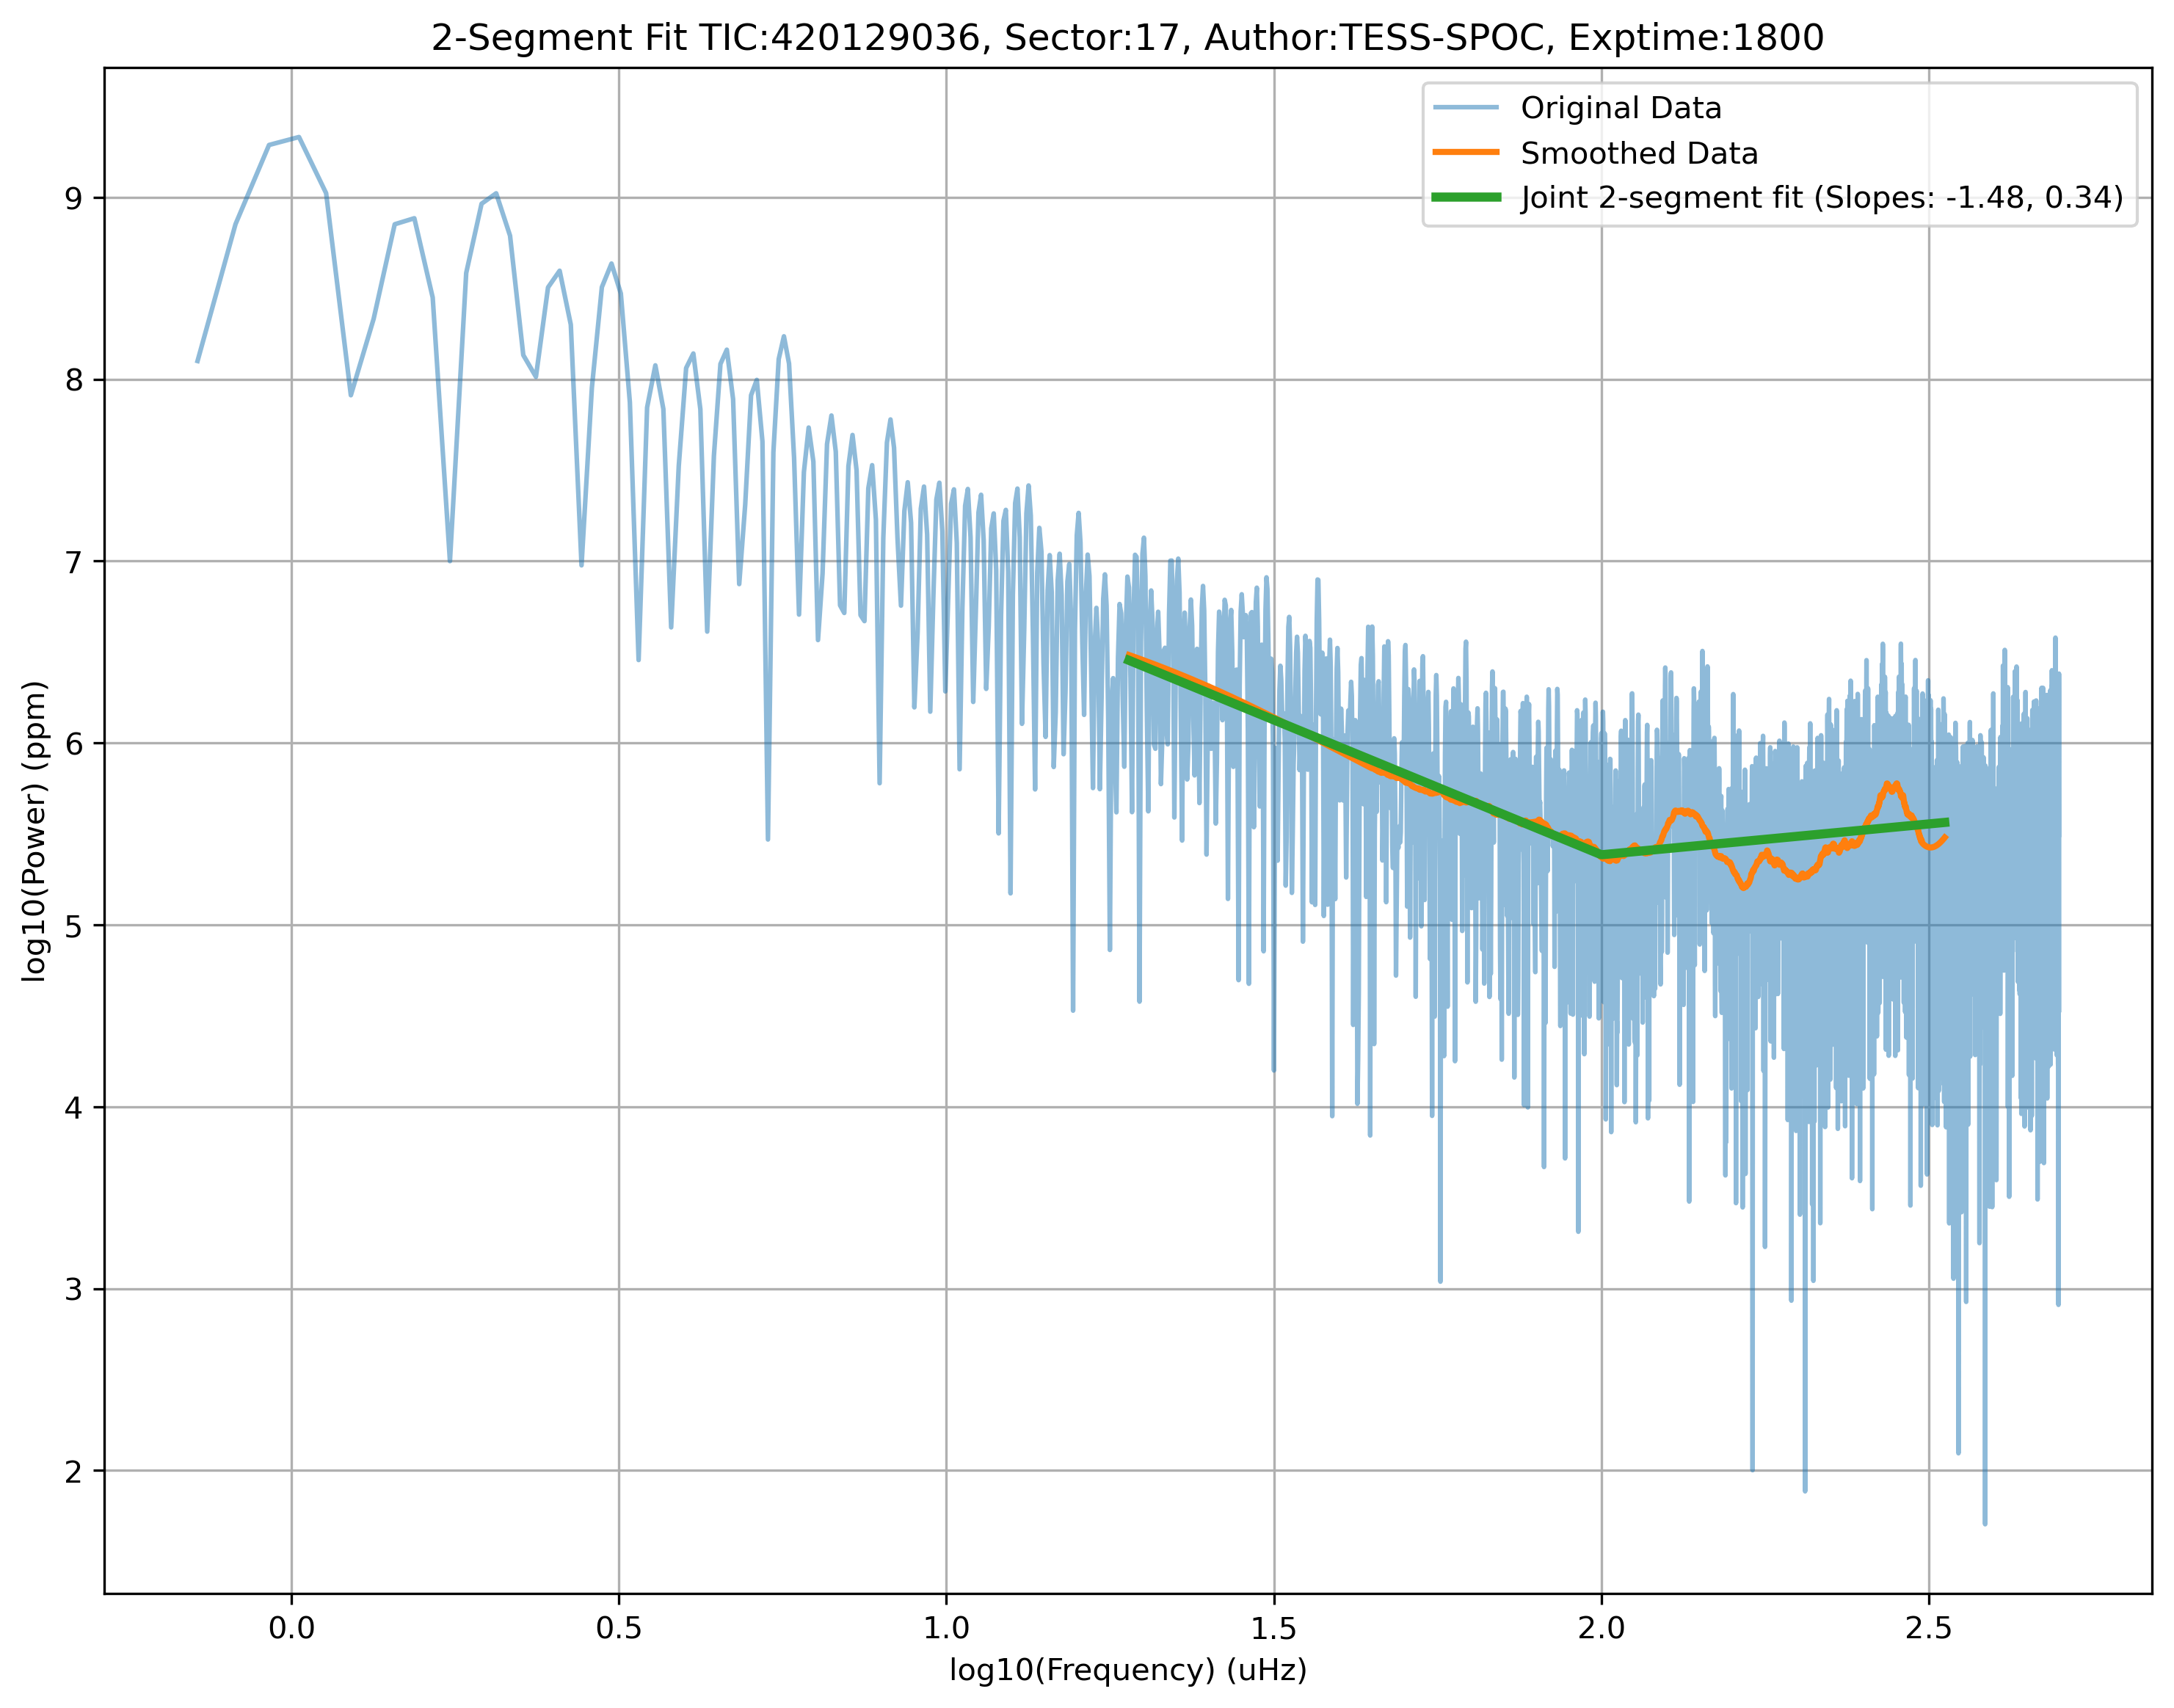 2-Segment Fit TIC:420129036, Sector:17, Author:TESS-SPOC, Exptime:1800
Original Data
Smoothed Data
Joint 2-segment fit (Slopes: -1.48, 0.34)
log10(Power) (ppm)
9
8
7
6
5
4
3
2
0.0 0.5 1.0 1.5 2.0 2.5
log10(Frequency) (uHz)